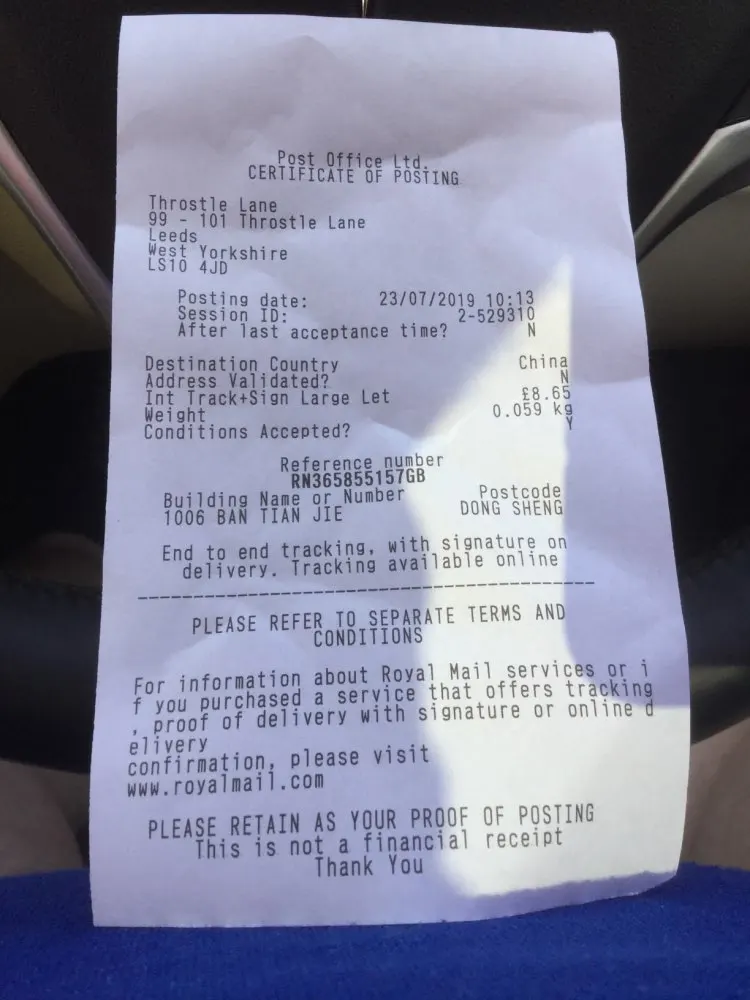 Post Office Ltd.
CERTIFICATE OF POSTING
Throstle Lane
99 - 101 Throstle Lane
Leeds
West Yorkshire
LS10 4JD
Posting date: 23/07/2019 10:13
Session ID: 2-529310
After last acceptance time? N
Destination Country China
Address Validated? N
Int Track+Sign Large Let £8.65
Weight 0.059 kg
Conditions Accepted? Y
Reference number
RN365855157GB
Building Name or Number Postcode
1006 BAN TIAN JIE DONG SHENG
End to end tracking, with signature on
delivery. Tracking available online
PLEASE REFER TO SEPARATE TERMS AND
CONDITIONS
For information about Royal Mail services or i
f you purchased a service that offers tracking
, proof of delivery with signature or online d
elivery
confirmation, please visit
www.royalmail.com
PLEASE RETAIN AS YOUR PROOF OF POSTING
This is not a financial receipt
Thank You